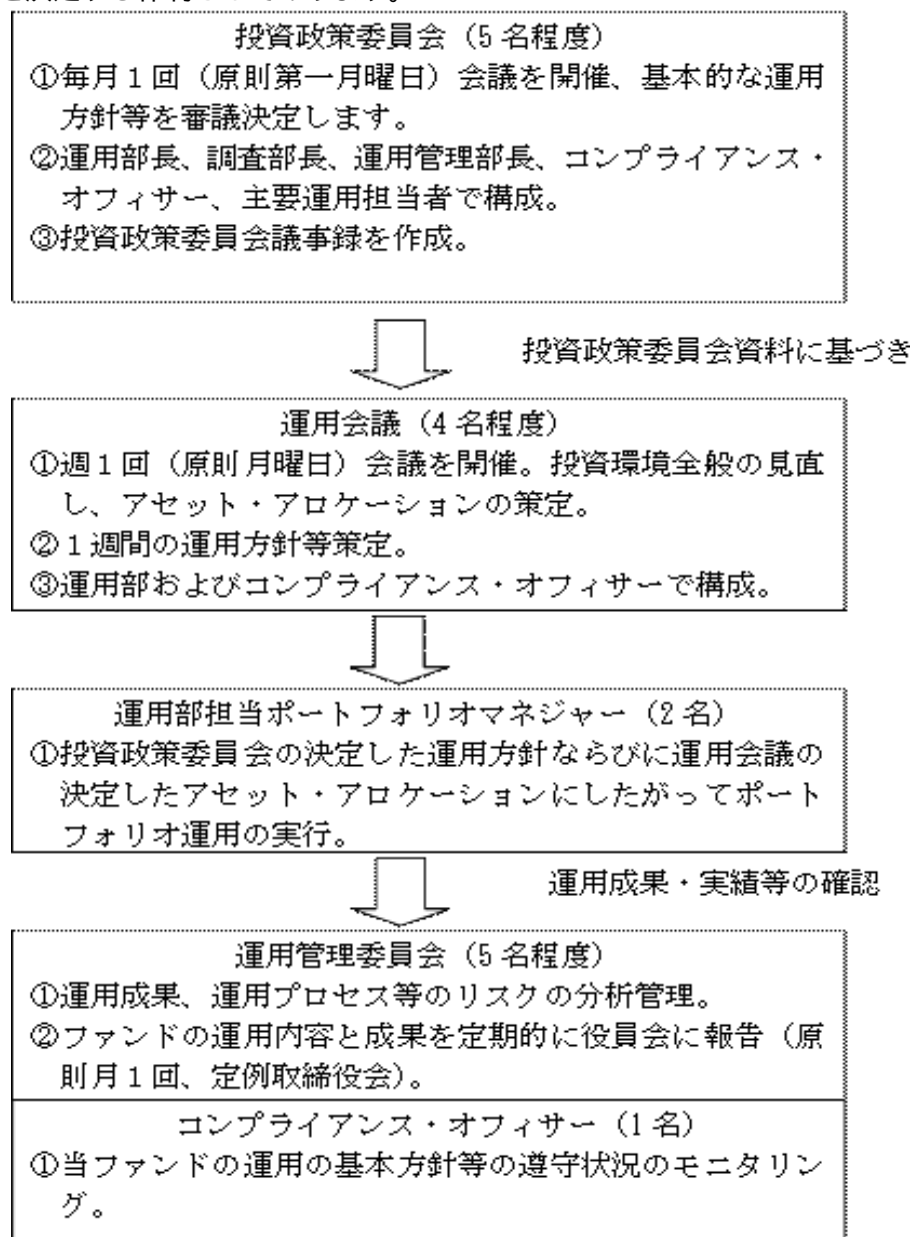 投資政策委員会（5名程度）
①毎月1回（原則第一月曜日）会議を開催、基本的な運用
方針等を審議決定します。
②運用部長、調査部長、運用管理部長、コンプライアンス・
オフィサー、主要運用担当者で構成。
③投資政策委員会議事録を作成。
投資政策委員会資料に基づき
運用会議（4名程度）
①週1回（原則月曜日）会議を開催。投資環境全般の見直
し、アセット・アロケーションの策定。
②1週間の運用方針等策定。
③運用部およびコンプライアンス・オフィサーで構成。
運用部担当ポートフォリオマネジャー（2名）
①投資政策委員会の決定した運用方針ならびに運用会議の
決定したアセット・アロケーションにしたがってポート
フォリオ運用の実行。
運用成果・実績等の確認
運用管理委員会（5名程度）
①運用成果、運用プロセス等のリスクの分析管理。
②ファンドの運用内容と成果を定期的に役員会に報告（原
則月1回、定例取締役会）。
コンプライアンス・オフィサー（1名）
①当ファンドの運用の基本方針等の遵守状況のモニタリン
グ。